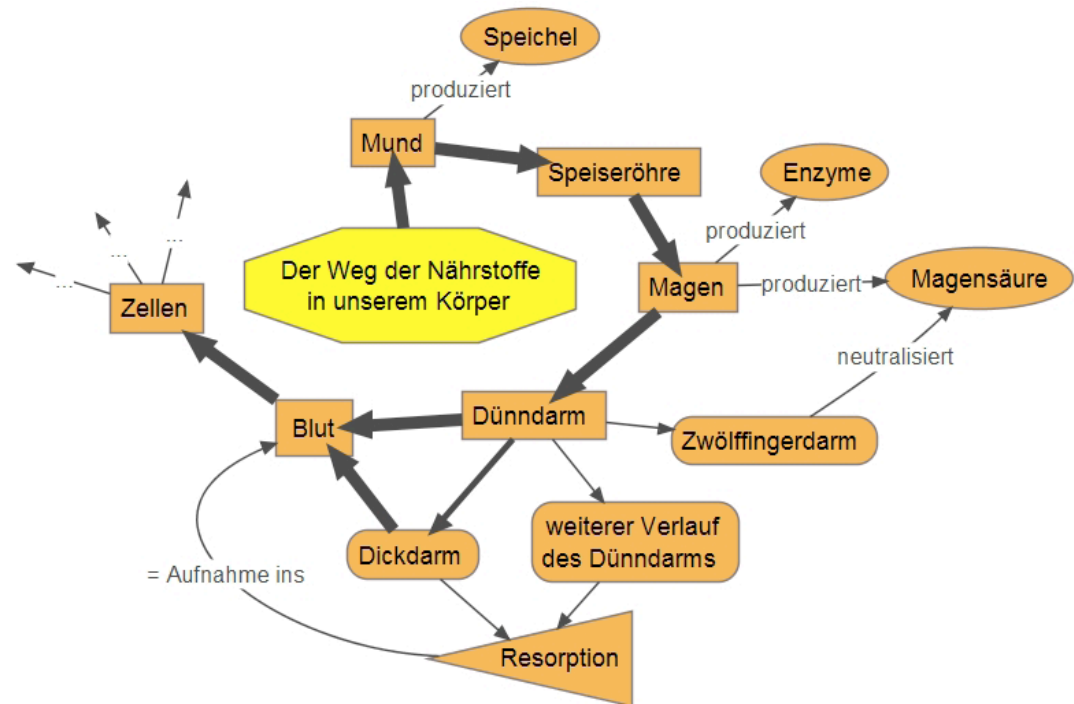 Speichel
produziert
Mund
Speiseröhre
Enzyme
produziert
Der Weg der Nährstoffe
in unserem Körper
Magen
produziert
Magensäure
...
...
...
Zellen
neutralisiert
Blut
Dünndarm
Zwölffingerdarm
weiterer Verlauf
des Dünndarms
Dickdarm
= Aufnahme ins
Resorption